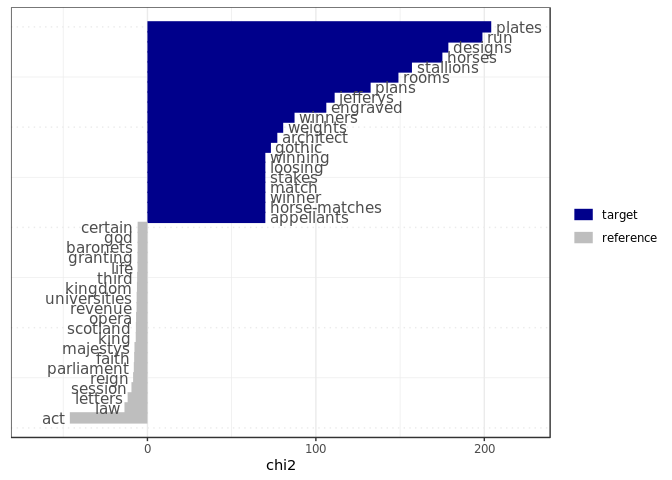 plates
run
designs
horses
stallions
rooms
plans
jefferys
engraved
winners
weights
architect
gothic
winning
loosing
stakes
match
winner
horse-matches
appellants
certain
god
baronets
granting
life
third
kingdom
universities
revenue
opera
scotland
king
majestys
faith
parliament
reign
session
letters
law
act
target
reference
0 100 200
chi2